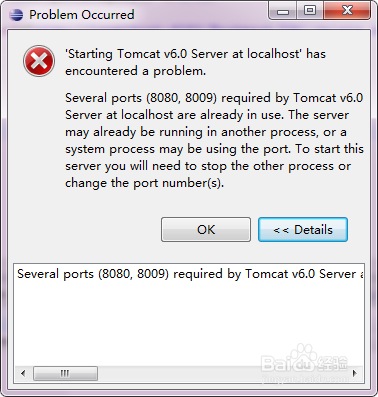 Problem Occurred
'Starting Tomcat v6.0 Server at localhost' has
encountered a problem.
Several ports (8080, 8009) required by Tomcat v6.0
Server at localhost are already in use. The server
may already be running in another process, or a
system process may be using the port. To start this
server you will need to stop the other process or
change the port number(s).
OK
<< Details
Several ports (8080, 8009) required by Tomcat v6.0 Server a
Baidu 经验